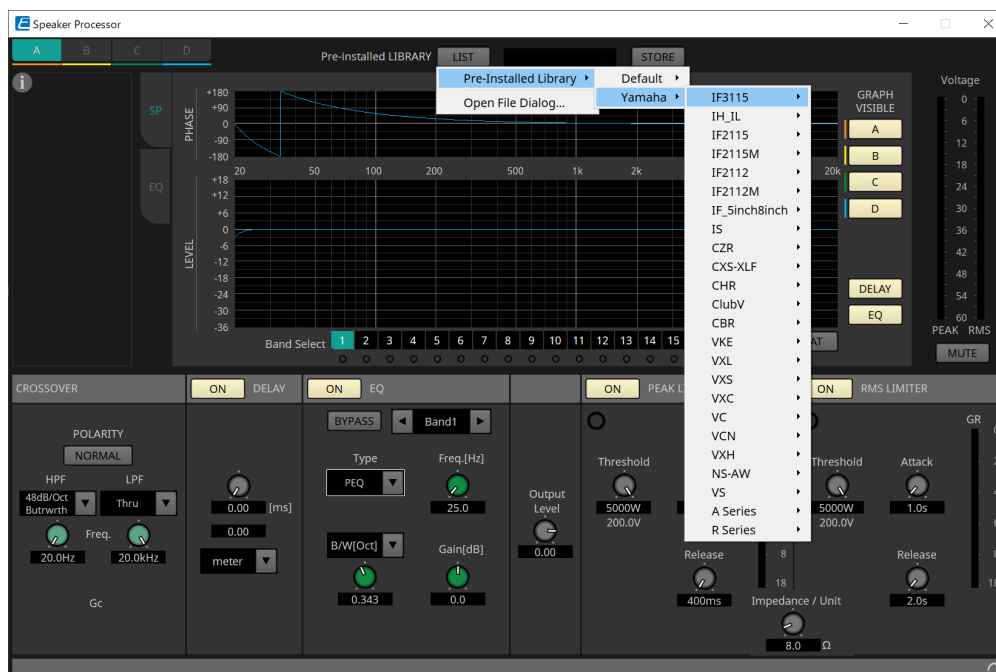 Speaker Processor
A B C D
Pre-installed LIBRARY LIST STORE
Pre-Installed Library
Open File Dialog...
Default
Yamaha
IF3115
IH_IL
IF2115
IF2115M
IF2112
IF2112M
IF_5inch8inch
IS
CZR
CXS-XLF
CHR
ClubV
CBR
VKE
VXL
VXS
VXC
VC
VCN
VXH
NS-AW
VS
A Series
R Series
SP
EQ
PHASE
+180
+90
0
-90
-180
20 50 100 200 500 1k 2k 20k
LEVEL
+18
+12
+6
0
-6
-12
-18
-24
-30
-36
Band Select 1 2 3 4 5 6 7 8 9 10 11 12 13 14 15
AT
GRAPH
VISIBLE
A
B
C
D
DELAY
EQ
Voltage
0
6
12
18
24
30
36
42
48
54
60
PEAK RMS
MUTE
CROSSOVER
POLARITY
NORMAL
HPF LPF
48dB/Oct
Butrwrth
Thru
Freq.
20.0Hz 20.0kHz
Gc
ON DELAY
0.00 [ms]
0.00
meter
ON EQ
BYPASS Band1
Type Freq.[Hz]
PEQ
25.0
B/W[Oct] Gain[dB]
0.343 0.0
Output
Level
0.00
ON PEAK L
Threshold
5000W
200.0V
Release
400ms
8
18
Impedance / Unit
8.0 Ω
ON RMS LIMITER
GR
Threshold Attack
5000W 1.0s
200.0V
Release
2.0s